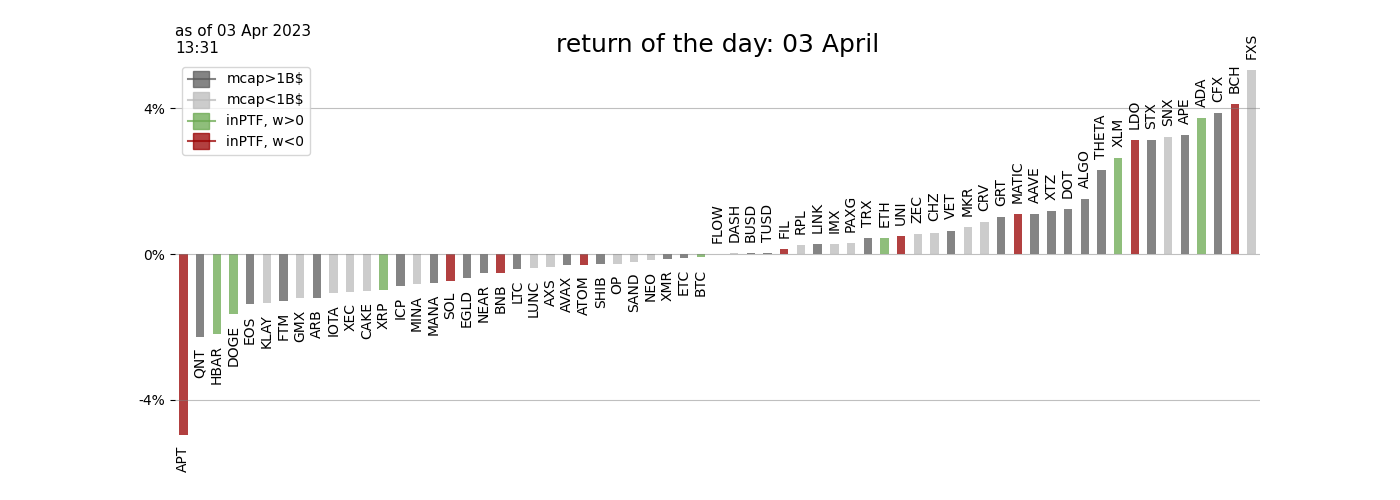 as of 03 Apr 2023
13:31
return of the day: 03 April
mcap>1B$
mcap<1B$
inPTF, w>0
inPTF, w<0
4%
0%
-4%
APT
QNT
HBAR
DOGE
EOS
KLAY
FTM
GMX
ARB
IOTA
XEC
CAKE
XRP
ICP
MINA
MANA
SOL
EGLD
NEAR
BNB
LTC
LUNC
AXS
AVAX
ATOM
SHIB
OP
SAND
NEO
XMR
ETC
BTC
FLOW
DASH
BUSD
TUSD
FIL
RPL
LINK
IMX
PAXG
TRX
ETH
UNI
ZEC
CHZ
VET
MKR
CRV
GRT
MATIC
AAVE
XTZ
DOT
ALGO
THETA
XLM
LDO
STX
SNX
APE
ADA
CFX
BCH
FXS